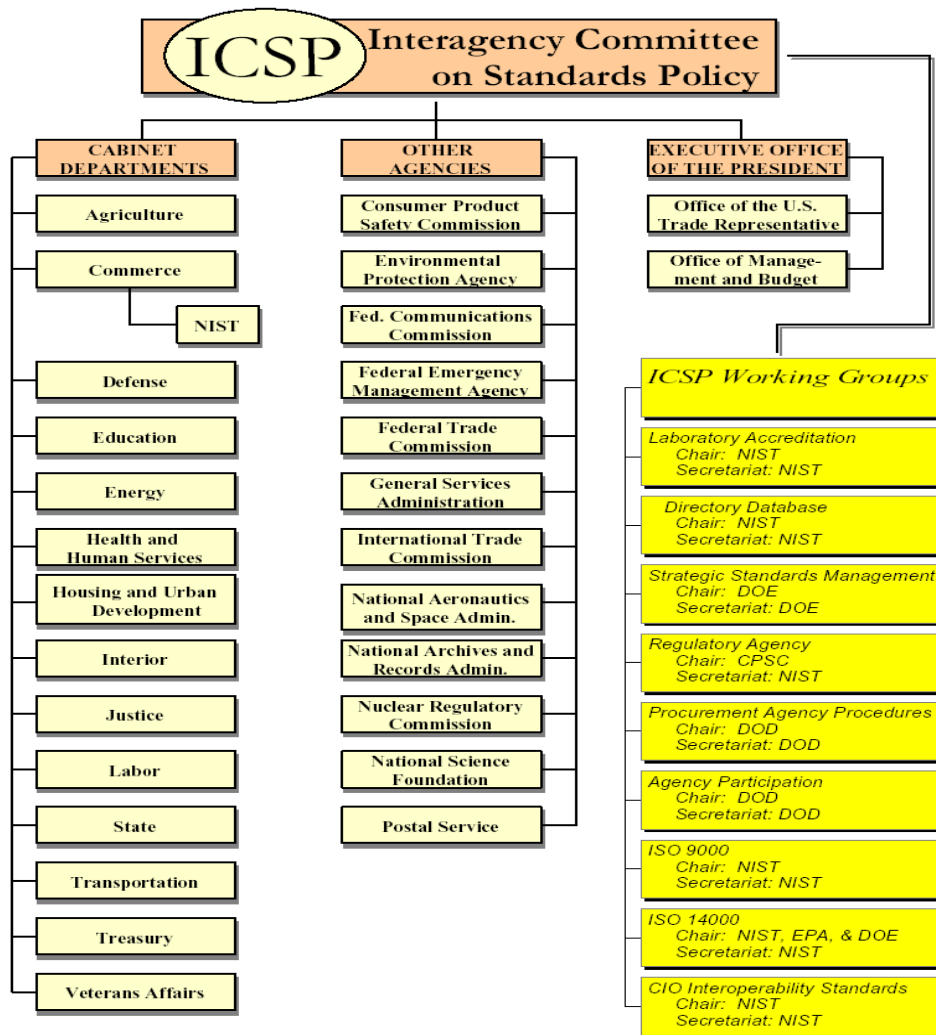 ICSP
Interagency Committee
on Standards Policy
CABINET
DEPARTMENTS
Agriculture
Commerce
NIST
Defense
Education
Energy
Health and
Human Services
Housing and Urban
Development
Interior
Justice
Labor
State
Transportation
Treasury
Veterans Affairs
OTHER
AGENCIES
Consumer Product
Safety Commission
Environmental
Protection Agency
Fed. Communications
Commission
Federal Emergency
Management Agency
Federal Trade
Commission
General Services
Administration
International Trade
Commission
National Aeronautics
and Space Admin.
National Archives and
Records Admin.
Nuclear Regulatory
Commission
National Science
Foundation
Postal Service
EXECUTIVE OFFICE
OF THE PRESIDENT
Office of the U.S.
Trade Representative
Office of Manage-
ment and Budget
ICSP Working Groups
Laboratory Accreditation
Chair: NIST
Secretariat: NIST
Directory Database
Chair: NIST
Secretariat: NIST
Strategic Standards Management
Chair: DOE
Secretariat: DOE
Regulatory Agency
Chair: CPSC
Secretariat: NIST
Procurement Agency Procedures
Chair: DOD
Secretariat: DOD
Agency Participation
Chair: DOD
Secretariat: DOD
ISO 9000
Chair: NIST
Secretariat: NIST
ISO 14000
Chair: NIST, EPA, & DOE
Secretariat: NIST
CIO Interoperability Standards
Chair: NIST
Secretariat: NIST